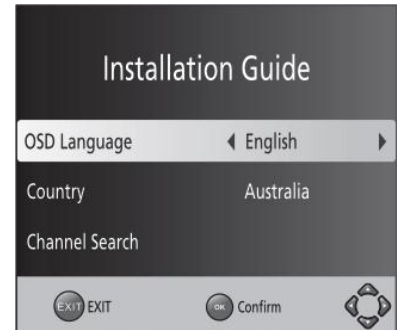 Installation Guide
OSD Language English
Country Australia
Channel Search
EXIT EXIT OK Confirm